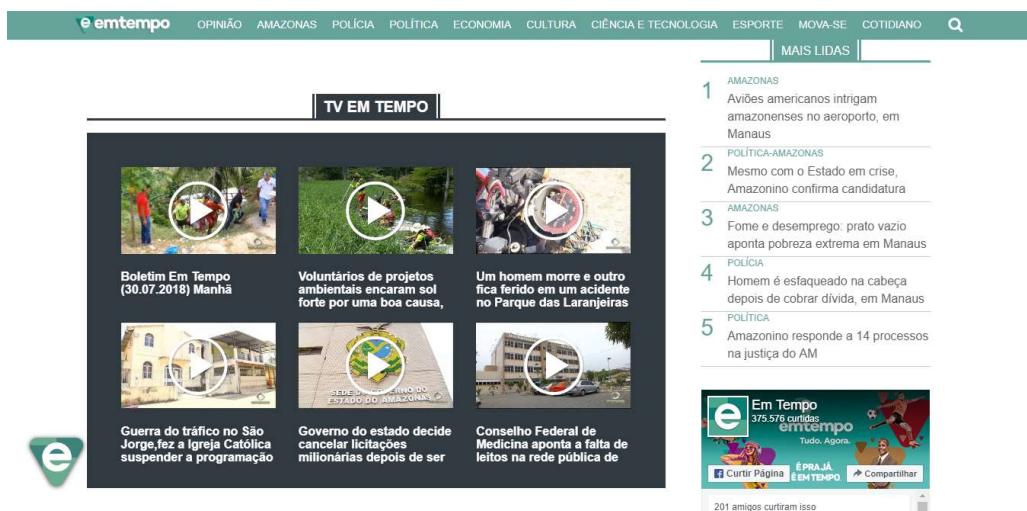 emtempo OPINIÃO AMAZONAS POLÍCIA POLÍTICA ECONOMIA CULTURA CIÊNCIA E TECNOLOGIA ESPORTE MOVA-SE COTIDIANO
TV EM TEMPO
Boletim Em Tempo
(30.07.2018) Manhã
Voluntários de projetos
ambientais encaram sol
forte por uma boa causa,
Um homem morre e outro
fica ferido em um acidente
no Parque das Laranjeiras
SEDE DO GOVERNO DO
ESTADO DO AMAZONAS
Guerra do tráfico no São
Jorge,fez a Igreja Católica
suspender a programação
Governo do estado decide
cancelar licitações
milionárias depois de ser
Conselho Federal de
Medicina aponta a falta de
leitos na rede pública de
e
MAIS LIDAS
1
AMAZONAS
Aviões americanos intrigam
amazonenses no aeroporto, em
Manaus
2
POLÍTICA-AMAZONAS
Mesmo com o Estado em crise,
Amazonino confirma candidatura
3
AMAZONAS
Fome e desemprego: prato vazio
aponta pobreza extrema em Manaus
4
POLÍCIA
Homem é esfaqueado na cabeça
depois de cobrar dívida, em Manaus
5
POLÍTICA
Amazonino responde a 14 processos
na justiça do AM
e
Em Tempo
375.576 curtidas
emtempo
Tudo. Agora.
Curtir Página
É PRA JÁ.
É EM TEMPO.
Compartilhar
201 amigos curtiram isso